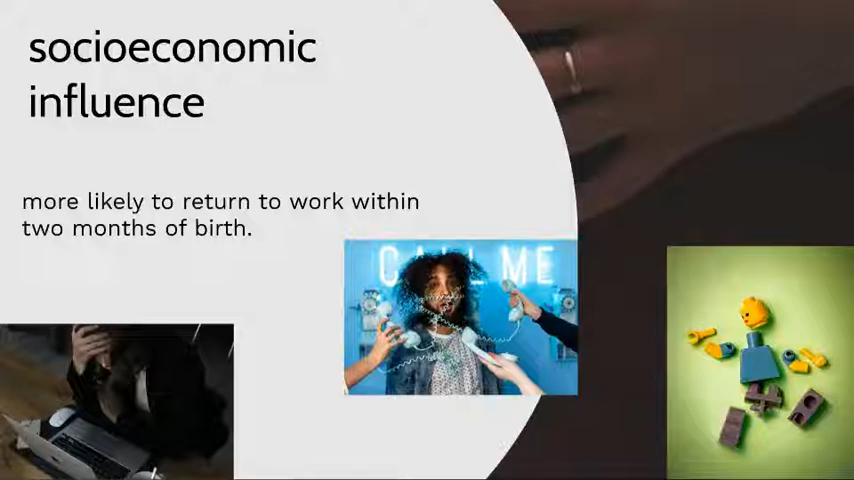 socioeconomic
influence
more likely to return to work within
two months of birth.
CALL ME